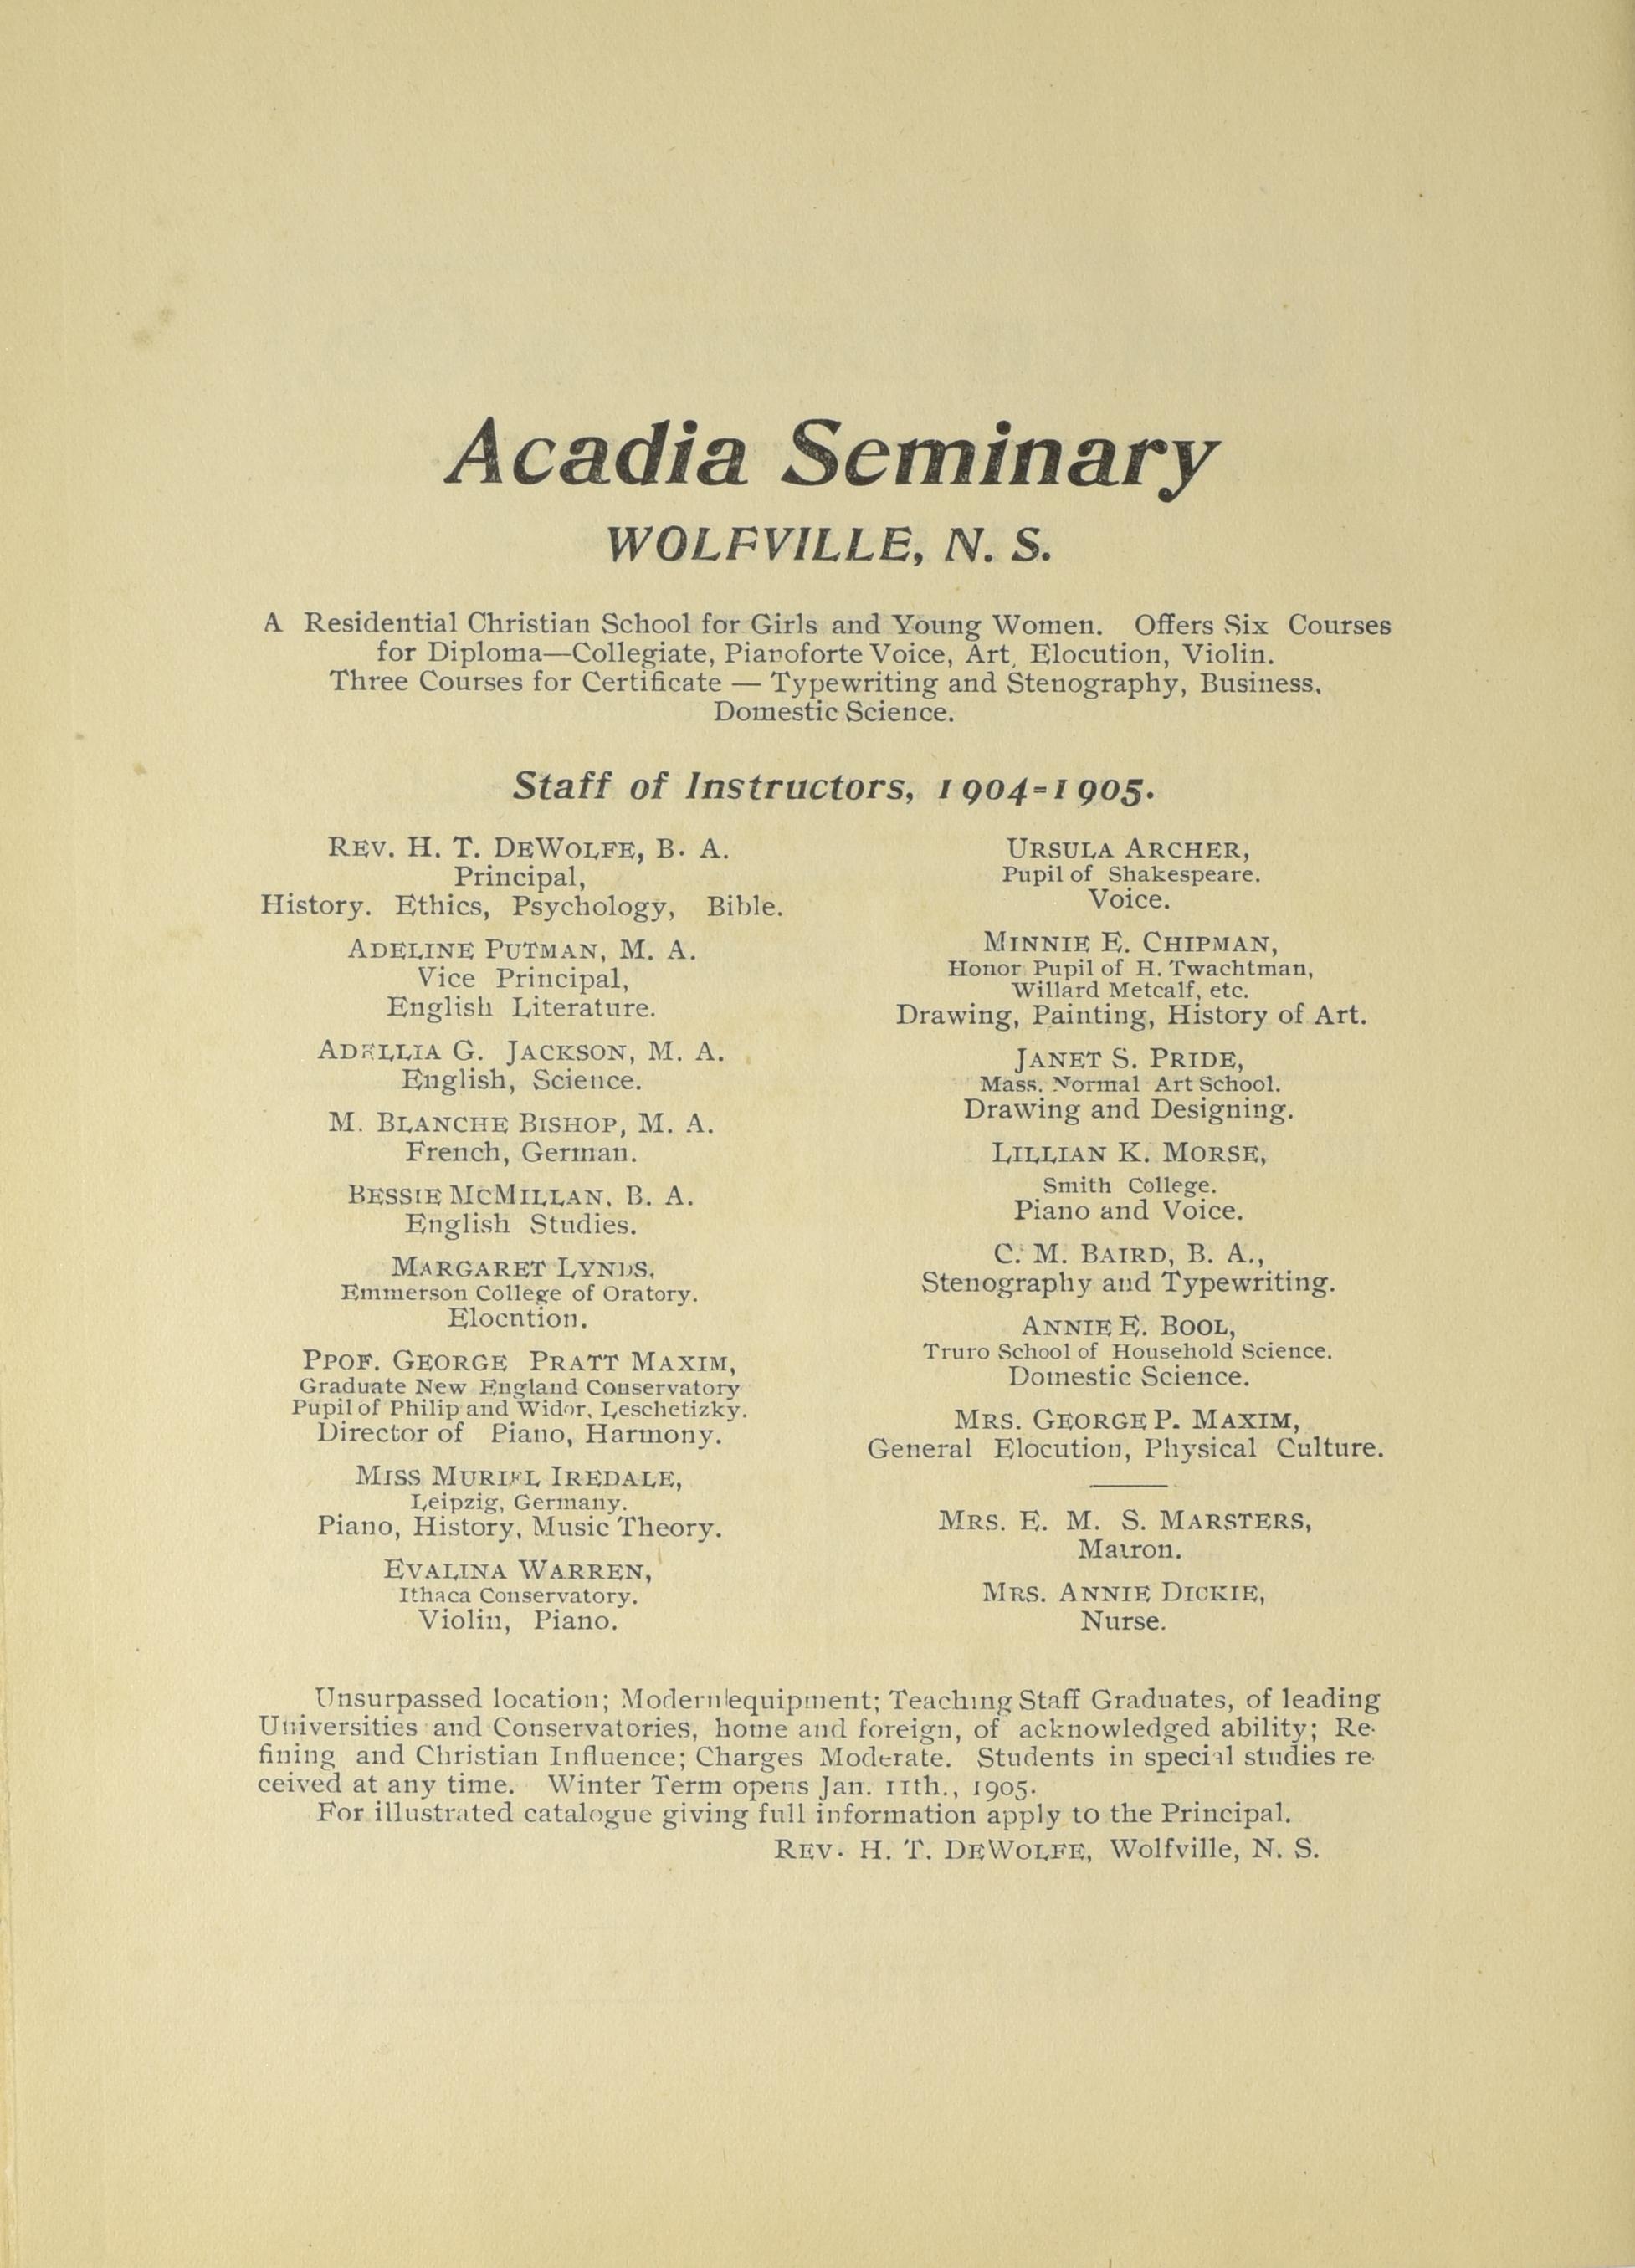 Acadia Seminary
WOLFVILLE, N. S.
A Residential Christian School for Girls and Young Women. Offers Six Courses
for Diploma—Collegiate, Pianoforte Voice, Art, Elocution, Violin.
Three Courses for Certificate — Typewriting and Stenography, Business,
Domestic Science.
Staff of Instructors, 1904-1905.
REV. H. T. DEWOLFE, B. A.
Principal,
History. Ethics, Psychology, Bible.
ADELINE PUTMAN, M. A.
Vice Principal,
English Literature.
ADELLIA G. JACKSON, M. A.
English, Science.
M. BLANCHE BISHOP, M. A.
French, German.
BESSIE MCMILLAN, B. A.
English Studies.
MARGARET LYNDS,
Emmerson College of Oratory.
Elocntion.
PPOF. GEORGE PRATT MAXIM,
Graduate New England Conservatory
Pupil of Philip and Widor, Leschetizky.
Director of Piano, Harmony.
MISS MURIEL IREDALE,
Leipzig, Germany.
Piano, History, Music Theory.
EVALINA WARREN,
Ithaca Conservatory.
Violin, Piano.
URSULA ARCHER,
Pupil of Shakespeare.
Voice.
MINNIE E. CHIPMAN,
Honor Pupil of H. Twachtman,
Willard Metcalf, etc.
Drawing, Painting, History of Art.
JANET S. PRIDE,
Mass. Normal Art School.
Drawing and Designing.
LILLIAN K. MORSE,
Smith College.
Piano and Voice.
C. M. BAIRD, B. A.,
Stenography and Typewriting.
ANNIE E. BOOL,
Truro School of Household Science.
Domestic Science.
MRS. GEORGE P. MAXIM,
General Elocution, Physical Culture.
MRS. E. M. S. MARSTERS,
Matron.
MRS. ANNIE DICKIE,
Nurse.
Unsurpassed location; Modern equipment; Teaching Staff Graduates, of leading
Universities and Conservatories, home and foreign, of acknowledged ability; Re-
fining and Christian Influence; Charges Moderate. Students in special studies re-
ceived at any time. Winter Term opens Jan. 11th., 1905.
For illustrated catalogue giving full information apply to the Principal.
REV. H. T. DEWOLFE, Wolfville, N. S.